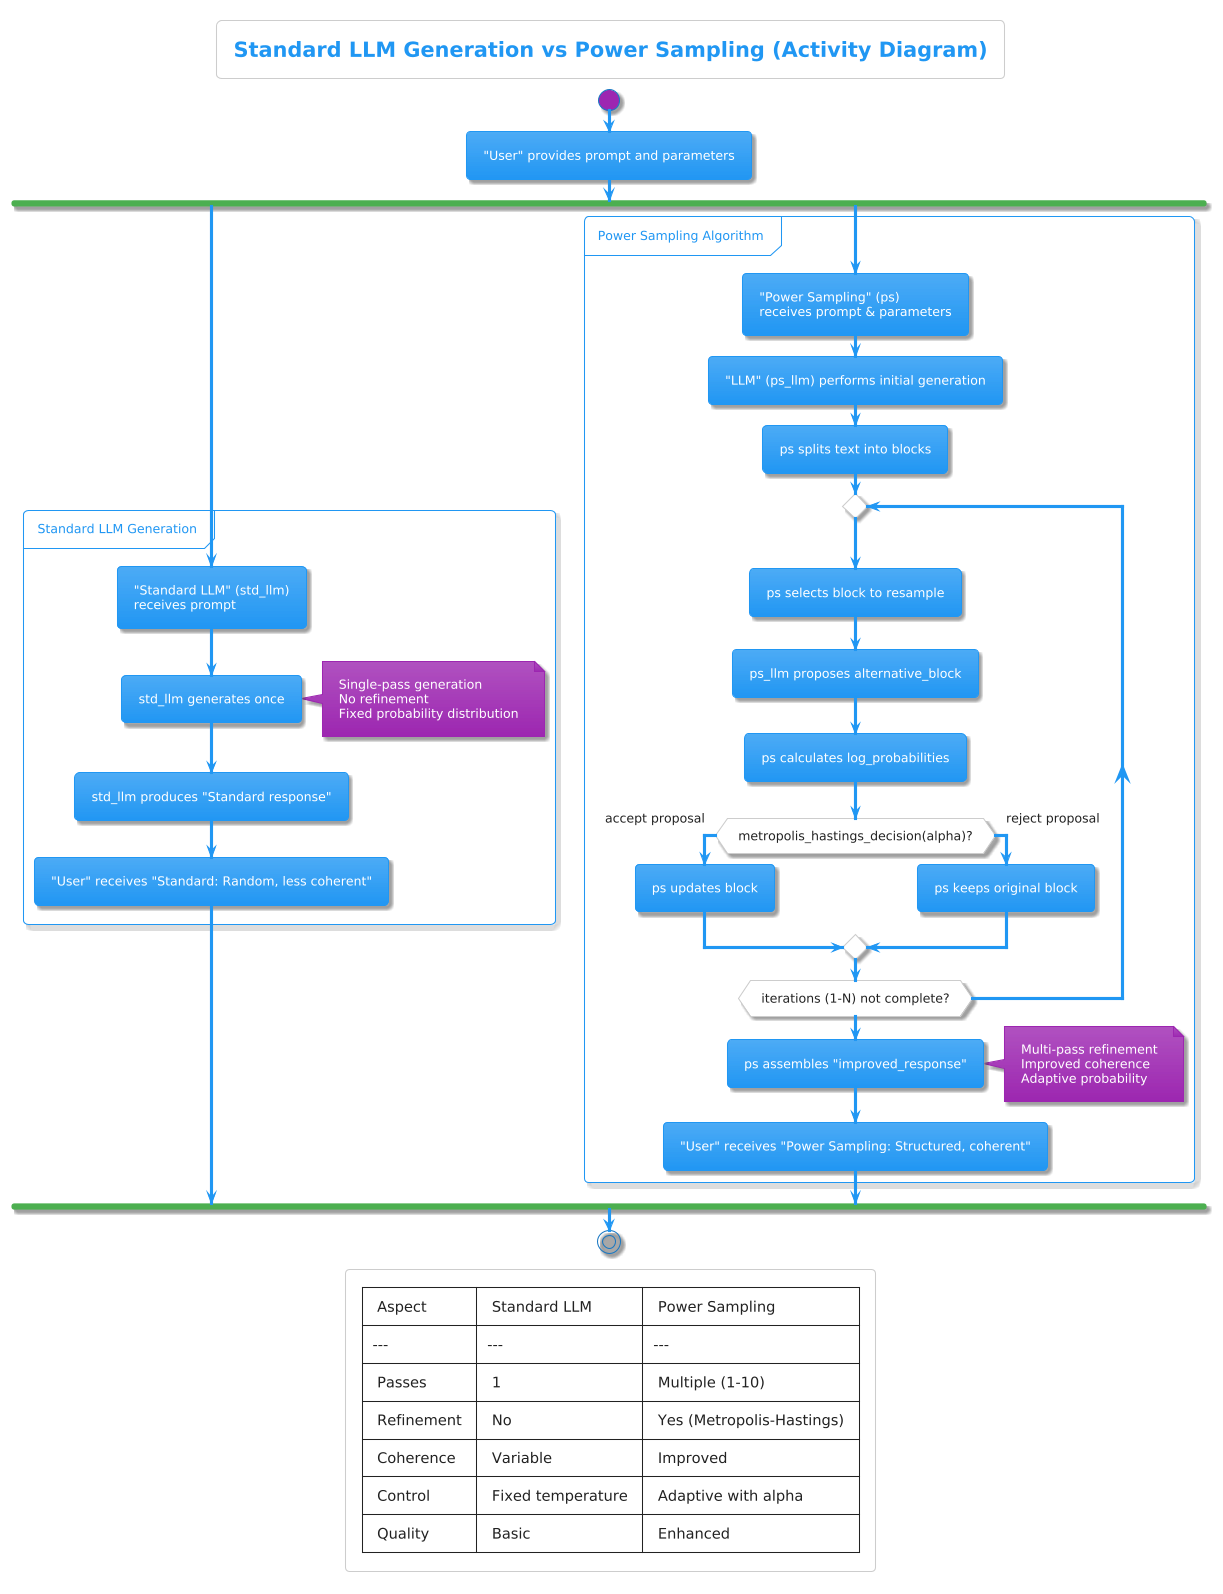 Standard LLM Generation vs Power Sampling (Activity Diagram)
"User" provides prompt and parameters
Standard LLM Generation
"Standard LLM" (std_llm)
receives prompt
std_llm generates once
Single-pass generation
No refinement
Fixed probability distribution
std_llm produces "Standard response"
"User" receives "Standard: Random, less coherent"
Power Sampling Algorithm
"Power Sampling" (ps)
receives prompt & parameters
"LLM" (ps_llm) performs initial generation
ps splits text into blocks
ps selects block to resample
ps_llm proposes alternative_block
ps calculates log_probabilities
accept proposal
metropolis_hastings_decision(alpha)?
reject proposal
ps updates block
ps keeps original block
iterations (1-N) not complete?
ps assembles "improved_response"
Multi-pass refinement
Improved coherence
Adaptive probability
"User" receives "Power Sampling: Structured, coherent"
Aspect Standard LLM Power Sampling
--- --- ---
Passes 1 Multiple (1-10)
Refinement No Yes (Metropolis-Hastings)
Coherence Variable Improved
Control Fixed temperature Adaptive with alpha
Quality Basic Enhanced